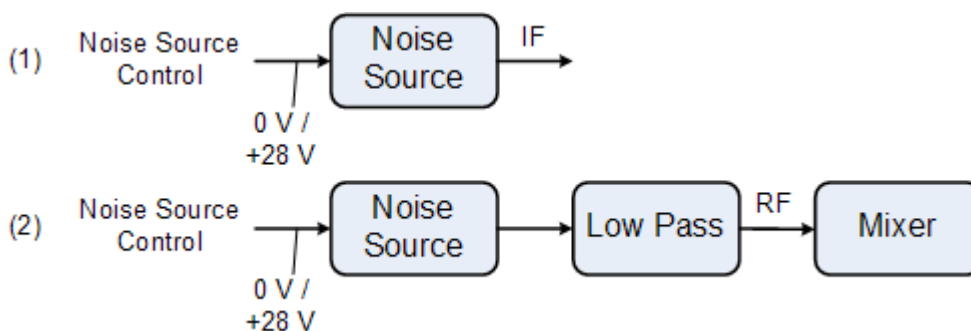 (1)
Noise Source
Control
0 V /
+28 V
Noise
Source
IF
(2)
Noise Source
Control
0 V /
+28 V
Noise
Source
Low Pass
RF
Mixer